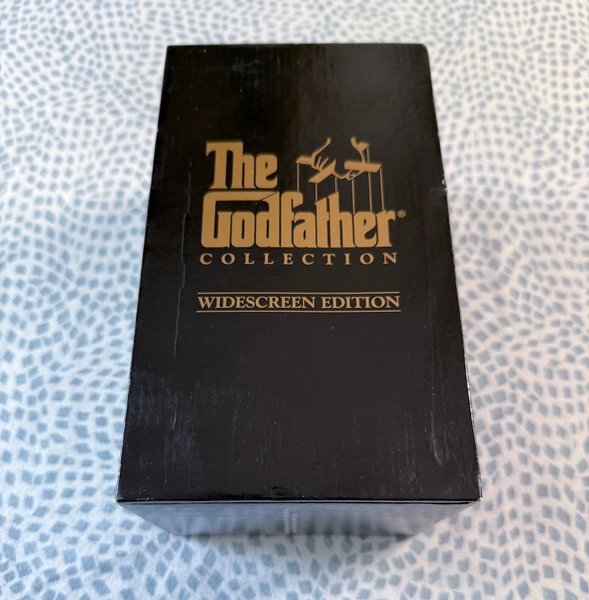 The
Godfather®
COLLECTION
WIDESCREEN EDITION